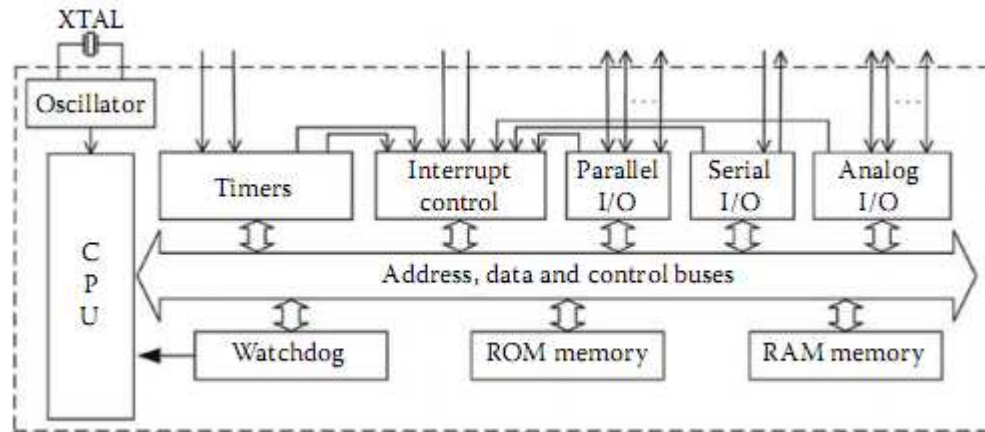 XTAL
Oscillator
Timers
Interrupt
control
Parallel
I/O
Serial
I/O
Analog
I/O
C
P
U
Address, data and control buses
Watchdog
ROM memory
RAM memory